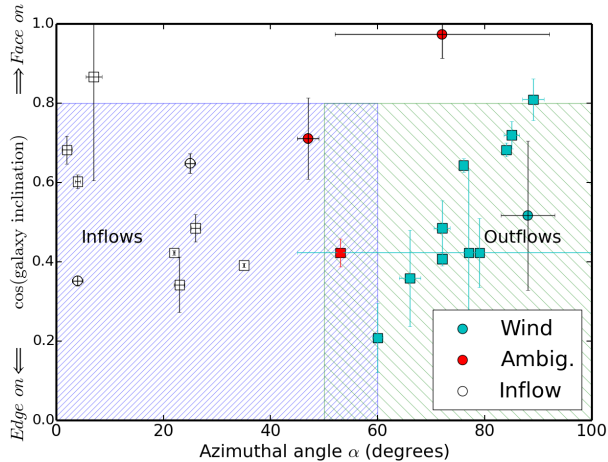 Edge on ⟸ cos(galaxy inclination) ⟹ Face on
1.0
0.8
0.6
0.4
0.2
0.0
Inflows
Outflows
Wind
Ambig.
Inflow
0 20 40 60 80 100
Azimuthal angle α (degrees)